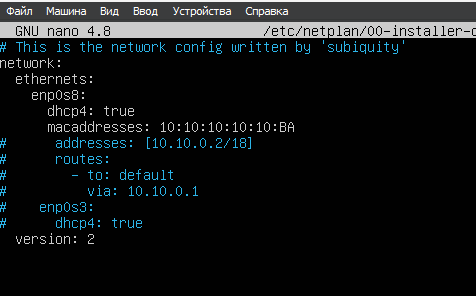 Файл Машина Вид Ввод Устройства Справка
GNU nano 4.8 /etc/netplan/00-installer-c
# This is the network config written by 'subiquity'
network:
  ethernets:
    enp0s8:
      dhcp4: true
      macaddresses: 10:10:10:10:10:BA
#      addresses: [10.10.0.2/18]
#      routes:
#        - to: default
#          via: 10.10.0.1
#    enp0s3:
#      dhcp4: true
  version: 2